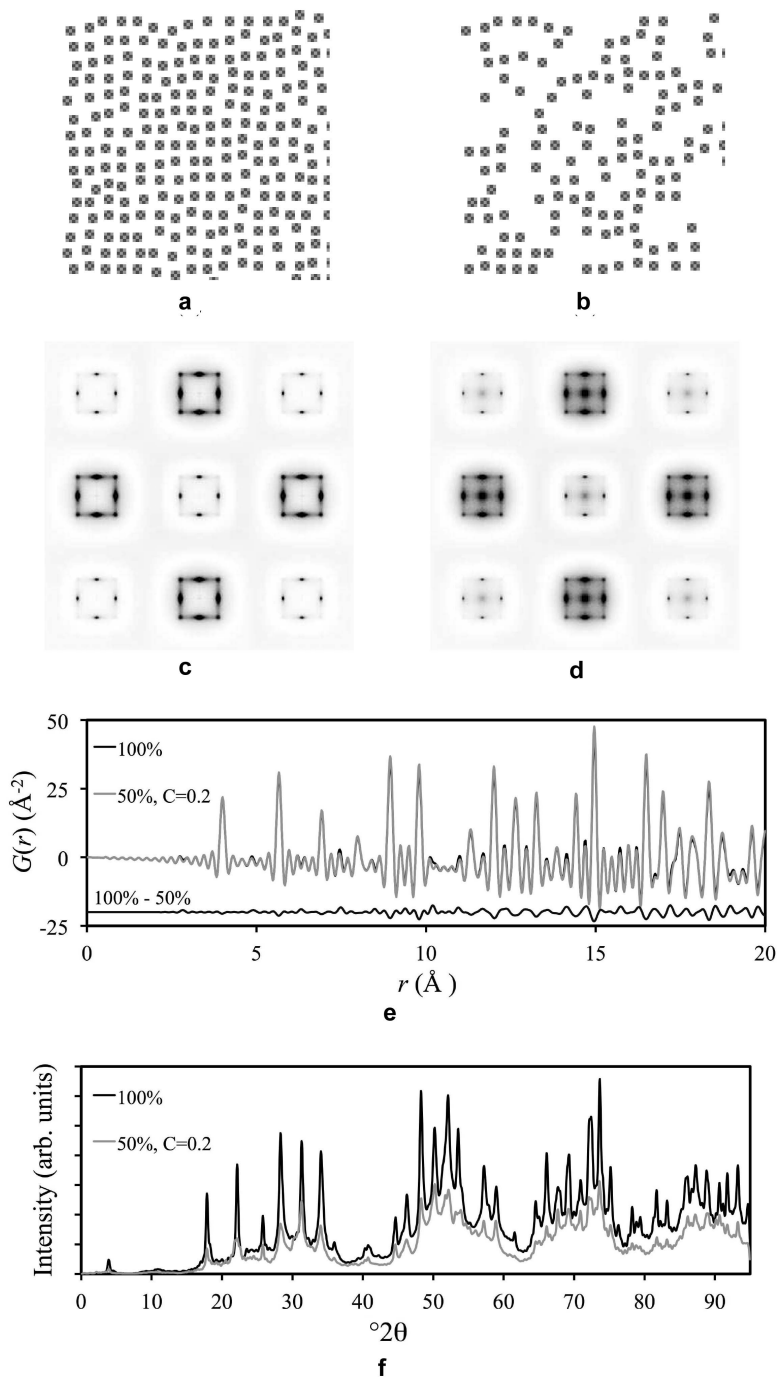 a b
c d
50
25
0
-25
G(r) (Å-2)
100%
50%, C=0.2
100% - 50%
0 5 10 15 20
r (Å )
e
Intensity (arb. units)
100%
50%, C=0.2
0 10 20 30 40 50 60 70 80 90
°2θ
f